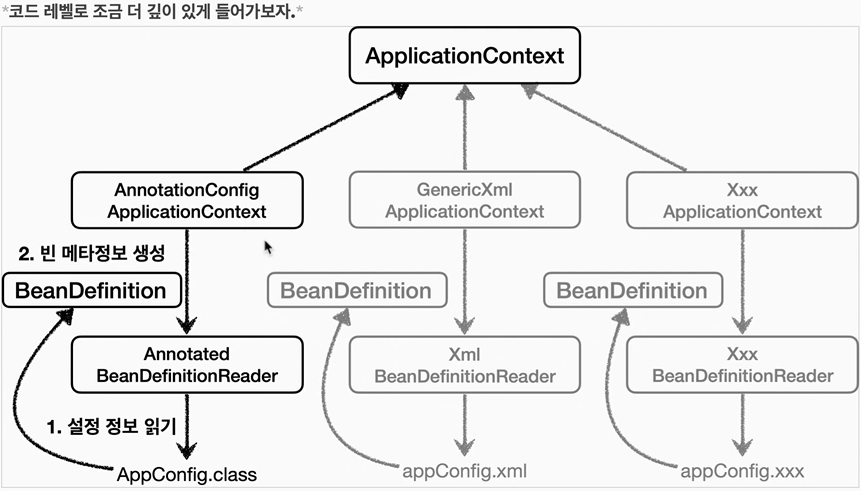 *코드 레벨로 조금 더 깊이 있게 들어가보자.*
ApplicationContext
AnnotationConfig
ApplicationContext
GenericXml
ApplicationContext
Xxx
ApplicationContext
2. 빈 메타정보 생성
BeanDefinition
BeanDefinition
BeanDefinition
Annotated
BeanDefinitionReader
Xml
BeanDefinitionReader
Xxx
BeanDefinitionReader
1. 설정 정보 읽기
AppConfig.class
appConfig.xml
appConfig.xxx